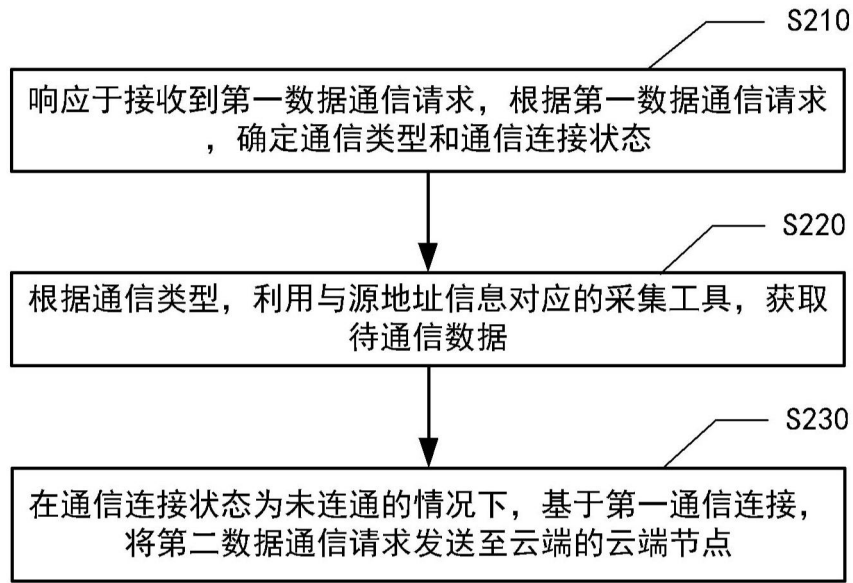 S210
响应于接收到第一数据通信请求，根据第一数据通信请求
，确定通信类型和通信连接状态
S220
根据通信类型，利用与源地址信息对应的采集工具，获取
待通信数据
S230
在通信连接状态为未连通的情况下，基于第一通信连接，
将第二数据通信请求发送至云端的云端节点